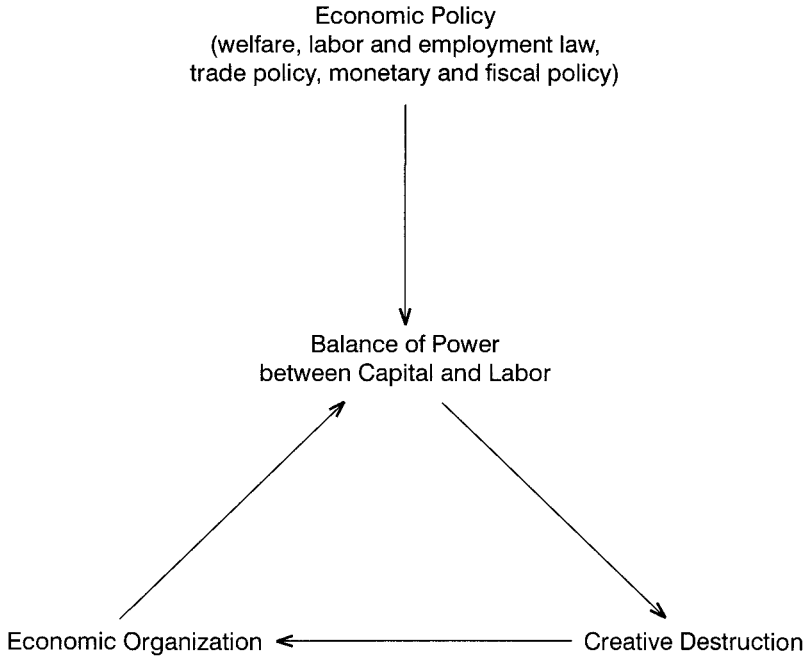 Economic Policy
(welfare, labor and employment law,
trade policy, monetary and fiscal policy)
Balance of Power
between Capital and Labor
Economic Organization
Creative Destruction